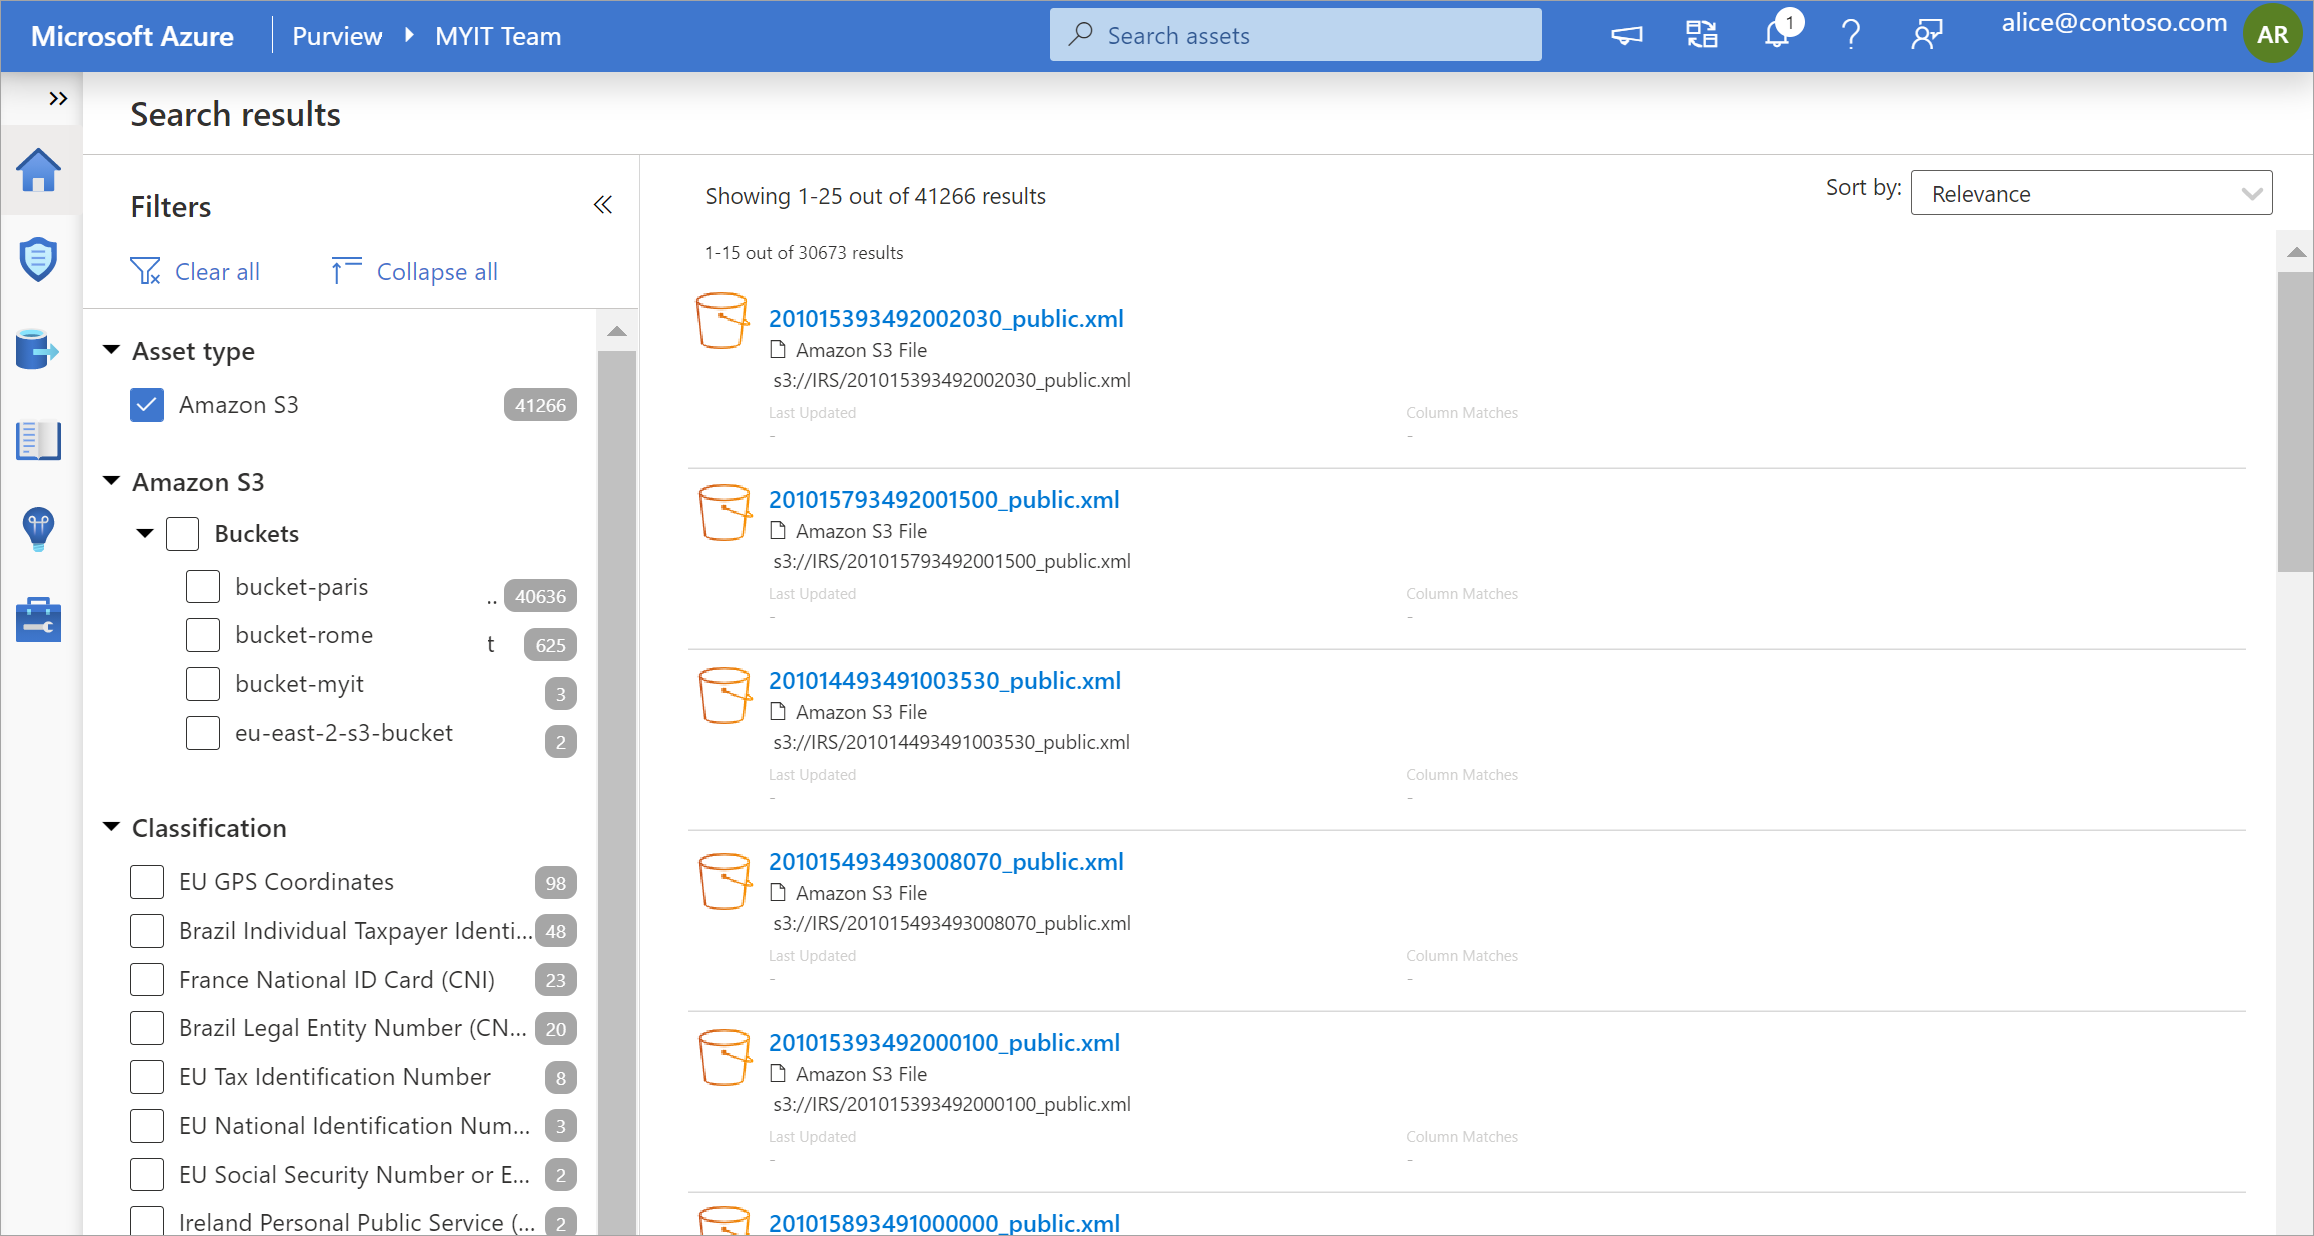 Microsoft Azure Purview MYIT Team Search assets 1 alice@contoso.com AR
Search results
Filters
Clear all Collapse all
Asset type
Amazon S3 41266
Amazon S3
Buckets
bucket-paris .. 40636
bucket-rome t 625
bucket-myit 3
eu-east-2-s3-bucket 2
Classification
EU GPS Coordinates 98
Brazil Individual Taxpayer Identi... 48
France National ID Card (CNI) 23
Brazil Legal Entity Number (CN... 20
EU Tax Identification Number 8
EU National Identification Num... 3
EU Social Security Number or E... 2
Ireland Personal Public Service (... 2
Showing 1-25 out of 41266 results
Sort by: Relevance
1-15 out of 30673 results
201015393492002030_public.xml
Amazon S3 File
s3://IRS/201015393492002030_public.xml
Last Updated Column Matches
- -
201015793492001500_public.xml
Amazon S3 File
s3://IRS/201015793492001500_public.xml
Last Updated Column Matches
- -
201014493491003530_public.xml
Amazon S3 File
s3://IRS/201014493491003530_public.xml
Last Updated Column Matches
- -
201015493493008070_public.xml
Amazon S3 File
s3://IRS/201015493493008070_public.xml
Last Updated Column Matches
- -
201015393492000100_public.xml
Amazon S3 File
s3://IRS/201015393492000100_public.xml
Last Updated Column Matches
- -
201015893491000000_public.xml